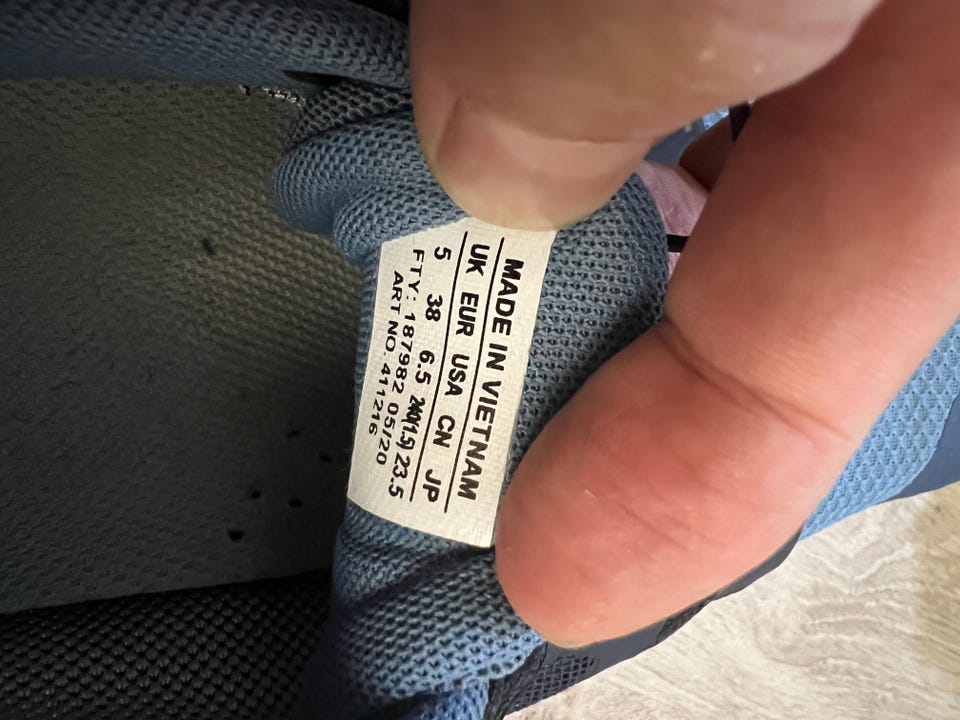 MADE IN VIETNAM
UK EUR USA CN JP
5 38 6.5 240(1.5) 23.5
FTY: 187982 05/20
ART NO. 411216